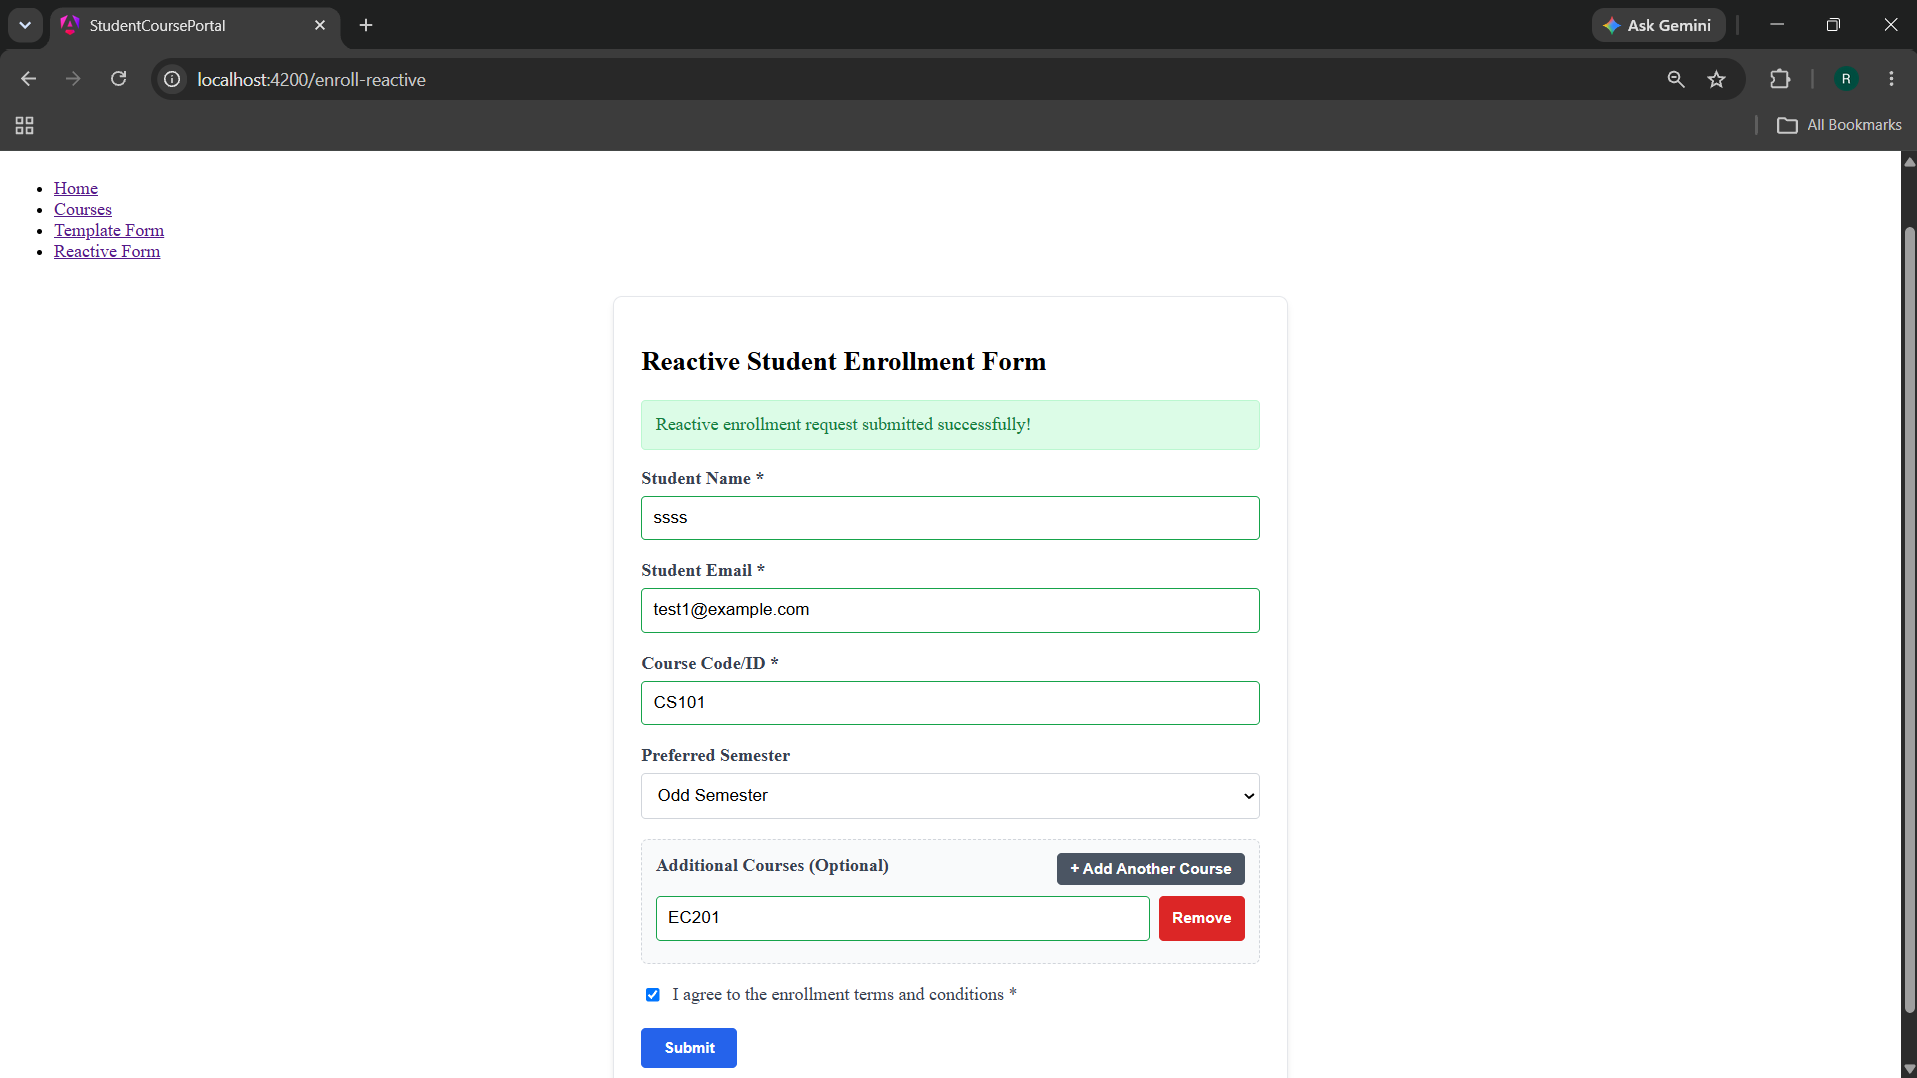 StudentCoursePortal
Ask Gemini
localhost:4200/enroll-reactive
R
All Bookmarks
Home
Courses
Template Form
Reactive Form
Reactive Student Enrollment Form
Reactive enrollment request submitted successfully!
Student Name *
ssss
Student Email *
test1@example.com
Course Code/ID *
CS101
Preferred Semester
Odd Semester
Additional Courses (Optional)
+ Add Another Course
EC201
Remove
I agree to the enrollment terms and conditions *
Submit